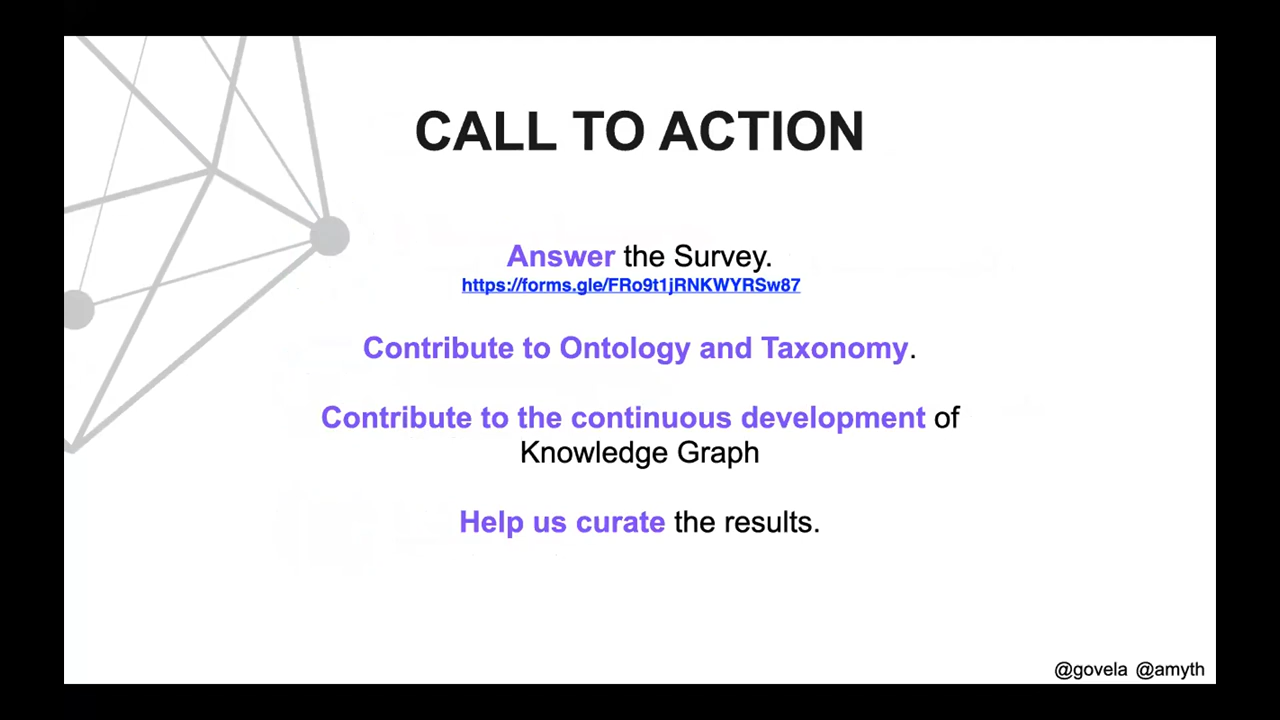 CALL TO ACTION
Answer the Survey.
https://forms.gle/FRo9t1jRNKWYRSw87
Contribute to Ontology and Taxonomy.
Contribute to the continuous development of
Knowledge Graph
Help us curate the results.
@govela @amyth